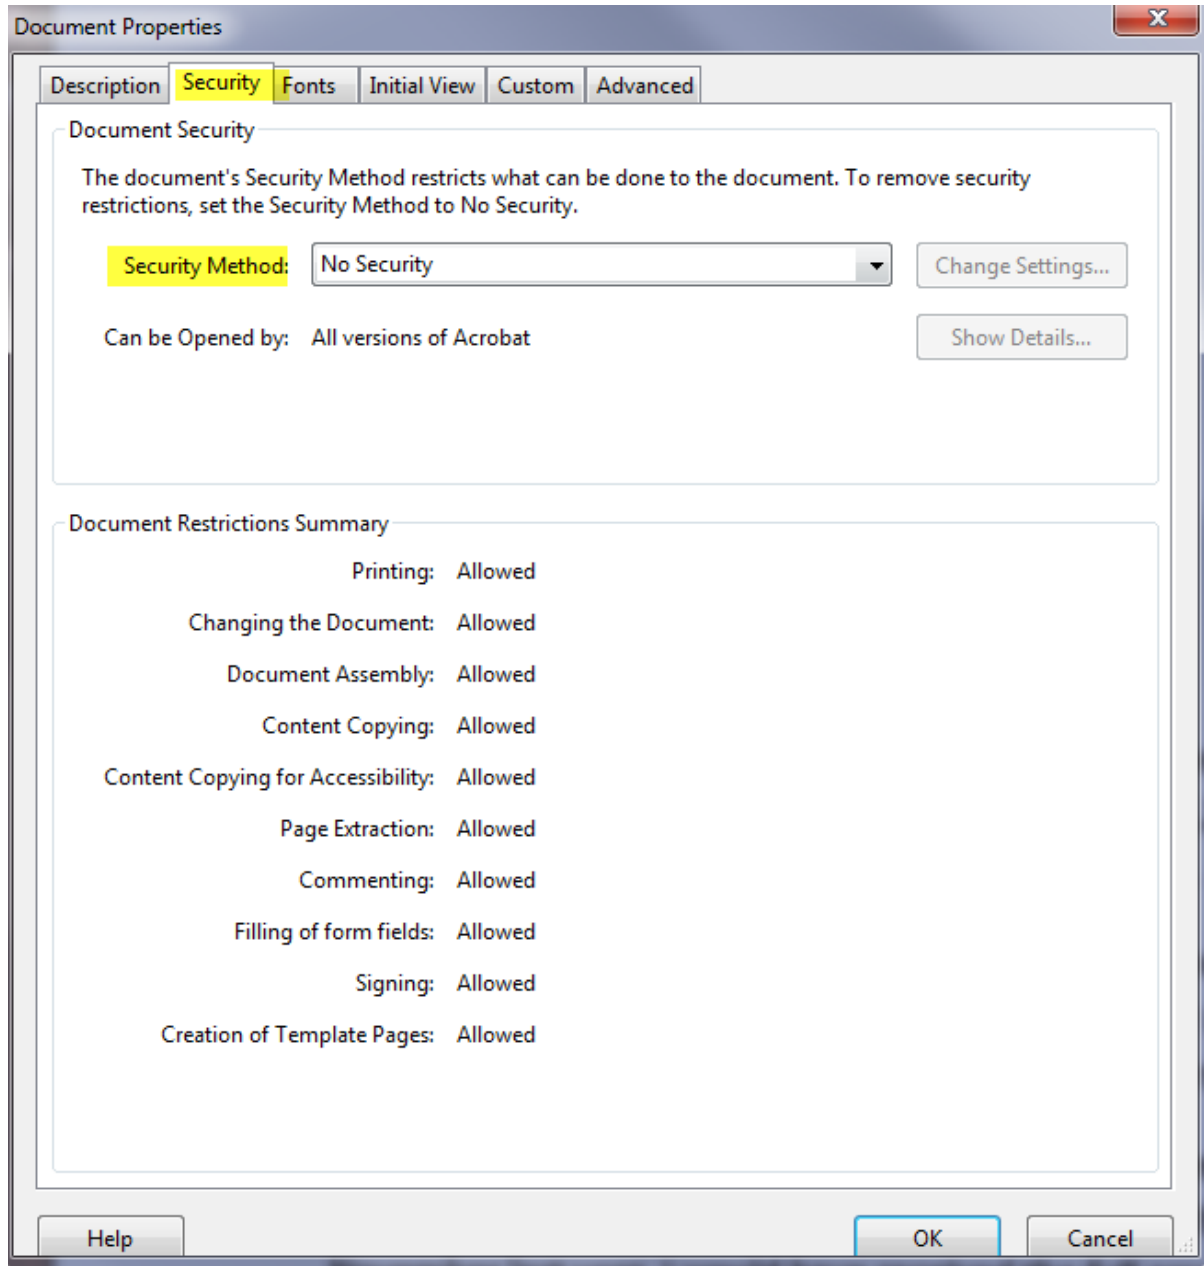 Document Properties
Description Security Fonts Initial View Custom Advanced
Document Security
The document's Security Method restricts what can be done to the document. To remove security
restrictions, set the Security Method to No Security.
Security Method: No Security Change Settings...
Can be Opened by: All versions of Acrobat Show Details...
Document Restrictions Summary
Printing: Allowed
Changing the Document: Allowed
Document Assembly: Allowed
Content Copying: Allowed
Content Copying for Accessibility: Allowed
Page Extraction: Allowed
Commenting: Allowed
Filling of form fields: Allowed
Signing: Allowed
Creation of Template Pages: Allowed
Help OK Cancel